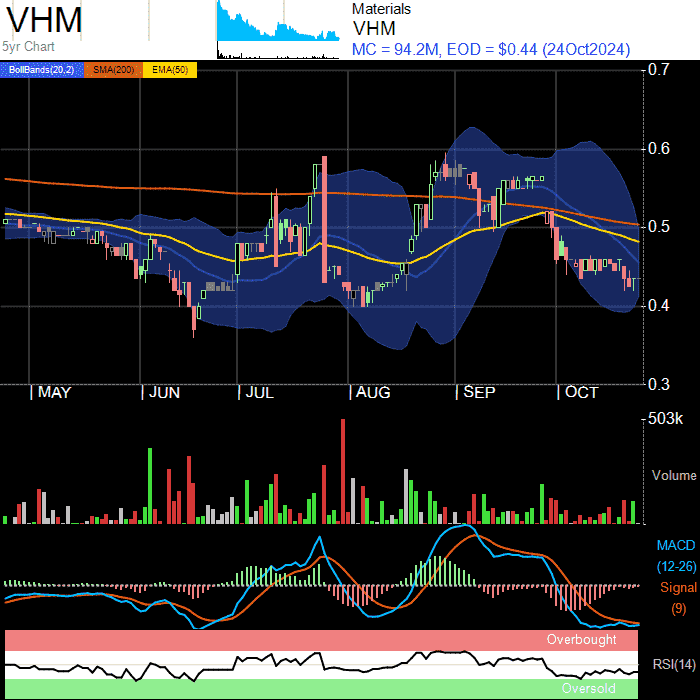 VHM
5yr Chart
Materials
VHM
MC = 94.2M, EOD = $0.44 (24Oct2024)
BollBands(20,2) SMA(200) EMA(50)
0.7
0.6
0.5
0.4
0.3
| MAY | JUN | JUL | AUG | SEP | OCT
503k
Volume
MACD
(12-26)
Signal
(9)
Overbought
RSI(14)
Oversold